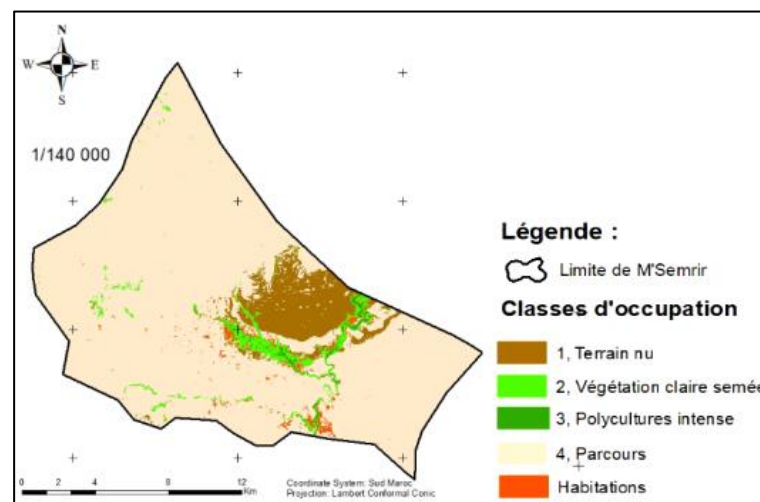 N
W E
S
1/140 000
Légende :
Limite de M'Semrir
Classes d'occupation
1, Terrain nu
2, Végétation claire semée
3, Polycultures intense
4, Parcours
Habitations
0 2 4 8 12
Km
Coordinate System: Sud Maroc
Projection: Lambert Conformal Conic